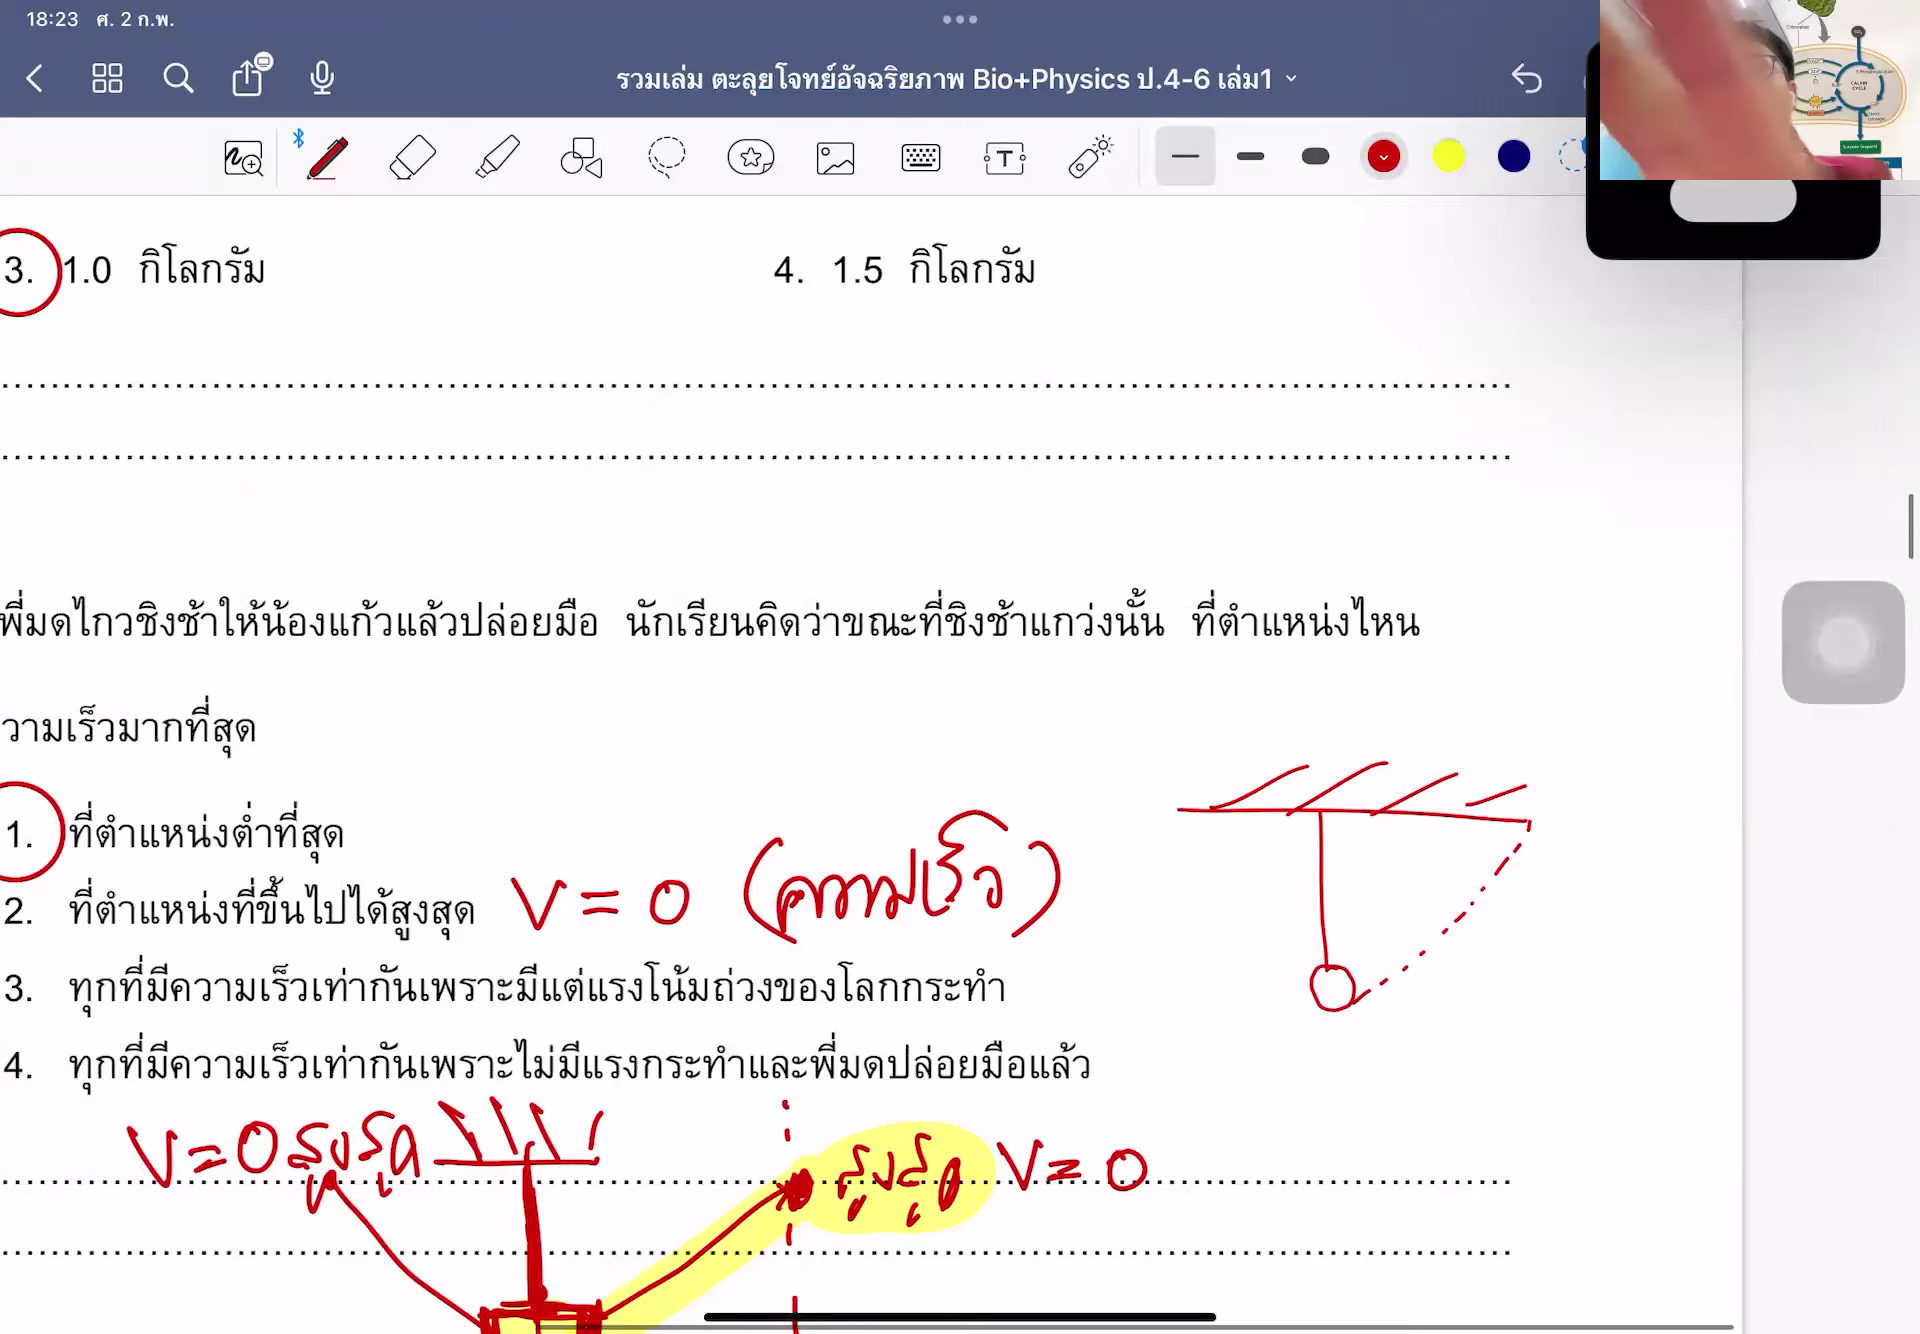 18:23 ศ. 2 ก.พ.
รวมเล่ม ตะลุยโจทย์อัจฉริยภาพ Bio+Physics ป.4-6 เล่ม1
3. 1.0 กิโลกรัม 4. 1.5 กิโลกรัม
พี่มดไกวชิงช้าให้น้องแก้วแล้วปล่อยมือ นักเรียนคิดว่าขณะที่ชิงช้าแกว่งนั้น ที่ตำแหน่งไหน
วามเร็วมากที่สุด
1. ที่ตำแหน่งต่ำที่สุด
2. ที่ตำแหน่งที่ขึ้นไปได้สูงสุด V = 0 (ความเร็ว)
3. ทุกที่มีความเร็วเท่ากันเพราะมีแต่แรงโน้มถ่วงของโลกกระทำ
4. ทุกที่มีความเร็วเท่ากันเพราะไม่มีแรงกระทำและพี่มดปล่อยมือแล้ว
V = 0 สูงสุด สูงสุด V = 0
CALVIN
CYCLE